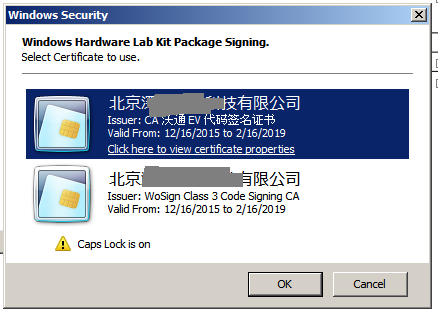 Windows Security
Windows Hardware Lab Kit Package Signing.
Select Certificate to use.
北京 科技有限公司
Issuer: CA 沃通 EV 代码签名证书
Valid From: 12/16/2015 to 2/16/2019
Click here to view certificate properties
北京 有限公司
Issuer: WoSign Class 3 Code Signing CA
Valid From: 12/16/2015 to 2/16/2019
Caps Lock is on
OK
Cancel